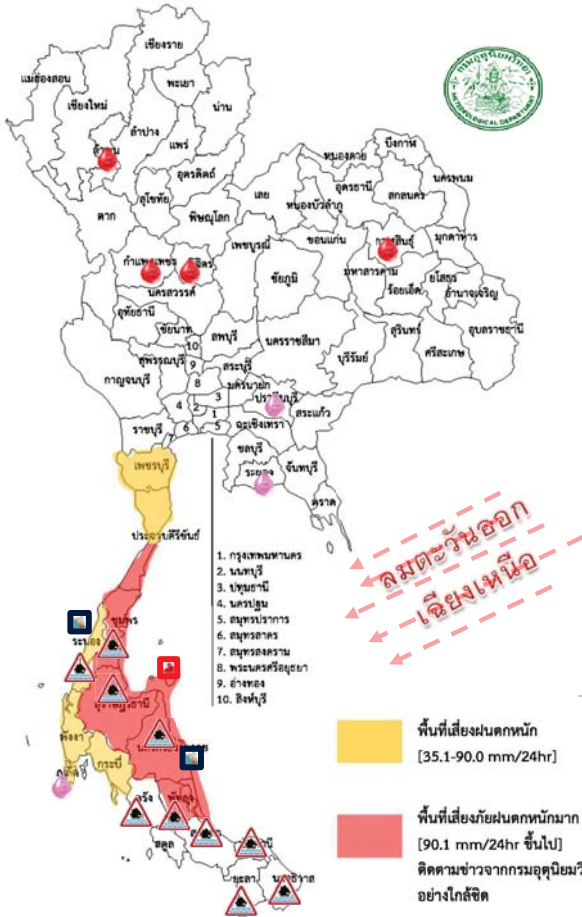 กรมอุตุนิยมวิทยา
METEOROLOGICAL DEPARTMENT
เชียงราย
แม่ฮ่องสอน
พะเยา
เชียงใหม่
น่าน
ลำปาง
แพร่
อุตรดิตถ์
สุโขทัย
ตาก
พิษณุโลก
เลย
หนองคาย
บึงกาฬ
อุดรธานี
นครพนม
สกลนคร
หนองบัวลำภู
เพชรบูรณ์
ขอนแก่น
มุกดาหาร
ชัยภูมิ
มหาสารคาม
ร้อยเอ็ด
ยโสธร
อำนาจเจริญ
นครสวรรค์
อุทัยธานี
ชัยนาท
ลพบุรี
นครราชสีมา
บุรีรัมย์
สุรินทร์
ศรีสะเกษ
อุบลราชธานี
10
สุพรรณบุรี
9
สระบุรี
กาญจนบุรี
8
นครนายก
ปราจีนบุรี
3
4
2
1
สระแก้ว
ราชบุรี
6
5
ฉะเชิงเทรา
ชลบุรี
เพชรบุรี
ระยอง
จันทบุรี
ตราด
ประจวบคีรีขันธ์
ลมตะวันออก
เฉียงเหนือ
1. กรุงเทพมหานคร
2. นนทบุรี
3. ปทุมธานี
4. นครปฐม
5. สมุทรปราการ
6. สมุทรสาคร
7. สมุทรสงคราม
8. พระนครศรีอยุธยา
9. อ่างทอง
10. สิงห์บุรี
ชุมพร
ระนอง
สุราษฎร์ธานี
พังงา
กระบี่
ตรัง
พัทลุง
สตูล
ยะลา
พื้นที่เสี่ยงฝนตกหนัก
[35.1-90.0 mm/24hr]
พื้นที่เสี่ยงภัยฝนตกหนักมาก
[90.1 mm/24hr ขึ้นไป]
ติดตามข่าวจากกรมอุตุนิยมวิ
อย่างใกล้ชิด